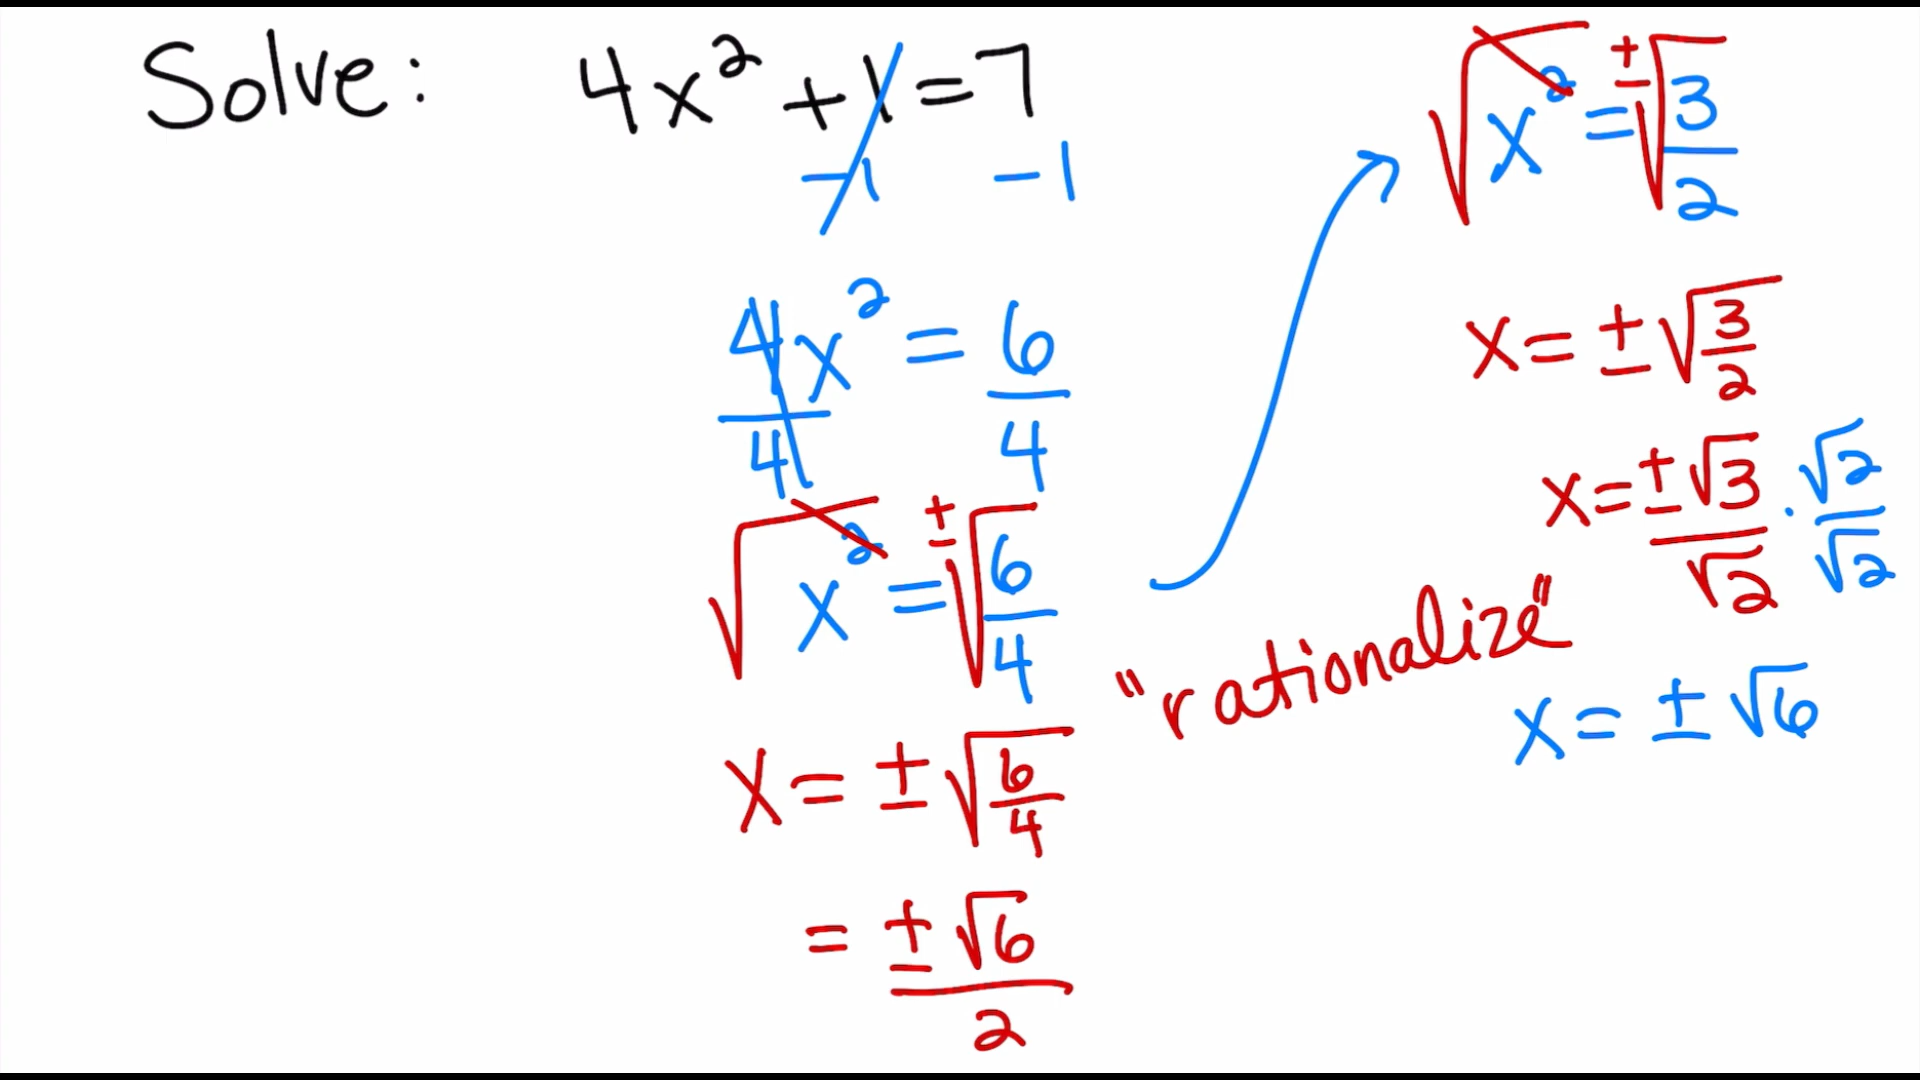 Solve: 4x² + 1 = 7
-1 -1
4x²/4 = 6/4
√x² = ±√(6/4)
x = ±√(6/4)
= ±√6/2
√x² = ±√(3/2)
x = ±√(3/2)
x = ±√3/√2 · √2/√2
"rationalize"
x = ±√6